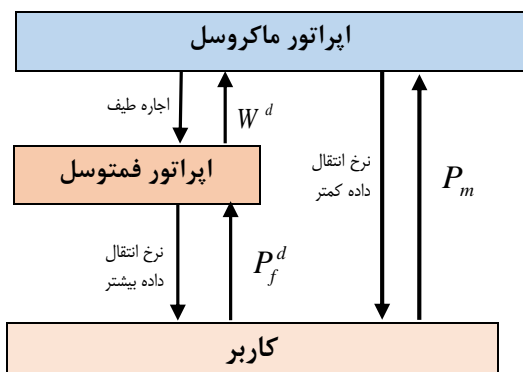 اپراتور ماکروسل
اجاره طیف
W^d
نرخ انتقال
داده کمتر
P_m
اپراتور فمتوسل
نرخ انتقال
داده بیشتر
P_f^d
کاربر